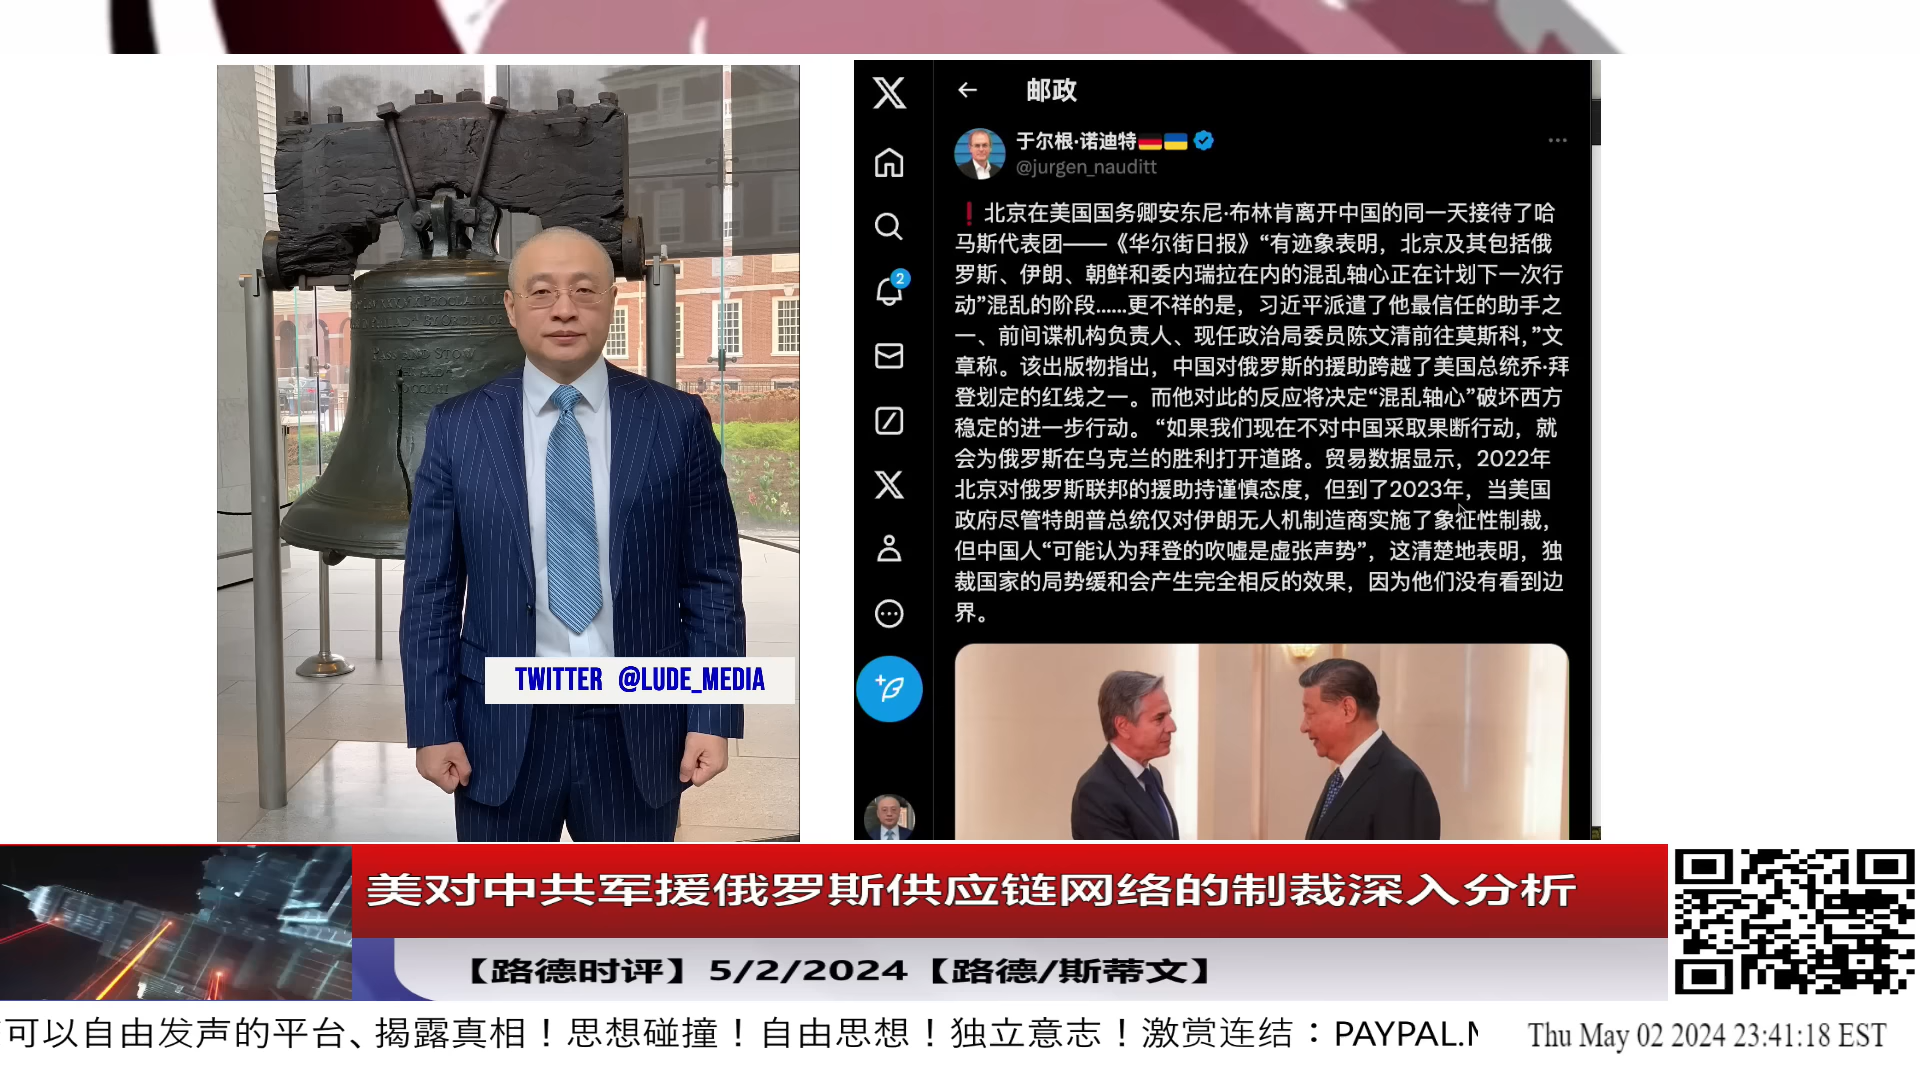 TWITTER @LUDE_MEDIA
邮政
于尔根·诺迪特
@jurgen_nauditt
2
❗北京在美国国务卿安东尼·布林肯离开中国的同一天接待了哈
马斯代表团——《华尔街日报》“有迹象表明，北京及其包括俄
罗斯、伊朗、朝鲜和委内瑞拉在内的混乱轴心正在计划下一次行
动”混乱的阶段......更不祥的是，习近平派遣了他最信任的助手之
一、前间谍机构负责人、现任政治局委员陈文清前往莫斯科，”文
章称。该出版物指出，中国对俄罗斯的援助跨越了美国总统乔·拜
登划定的红线之一。而他对此的反应将决定“混乱轴心”破坏西方
稳定的进一步行动。 “如果我们现在不对中国采取果断行动，就
会为俄罗斯在乌克兰的胜利打开道路。贸易数据显示，2022年
北京对俄罗斯联邦的援助持谨慎态度，但到了2023年，当美国
政府尽管特朗普总统仅对伊朗无人机制造商实施了象征性制裁，
但中国人“可能认为拜登的吹嘘是虚张声势”，这清楚地表明，独
裁国家的局势缓和会产生完全相反的效果，因为他们没有看到边
界。
美对中共军援俄罗斯供应链网络的制裁深入分析
【路德时评】5/2/2024【路德/斯蒂文】
可以自由发声的平台、揭露真相！思想碰撞！自由思想！独立意志！激赏连结：PAYPAL.M
Thu May 02 2024 23:41:18 EST